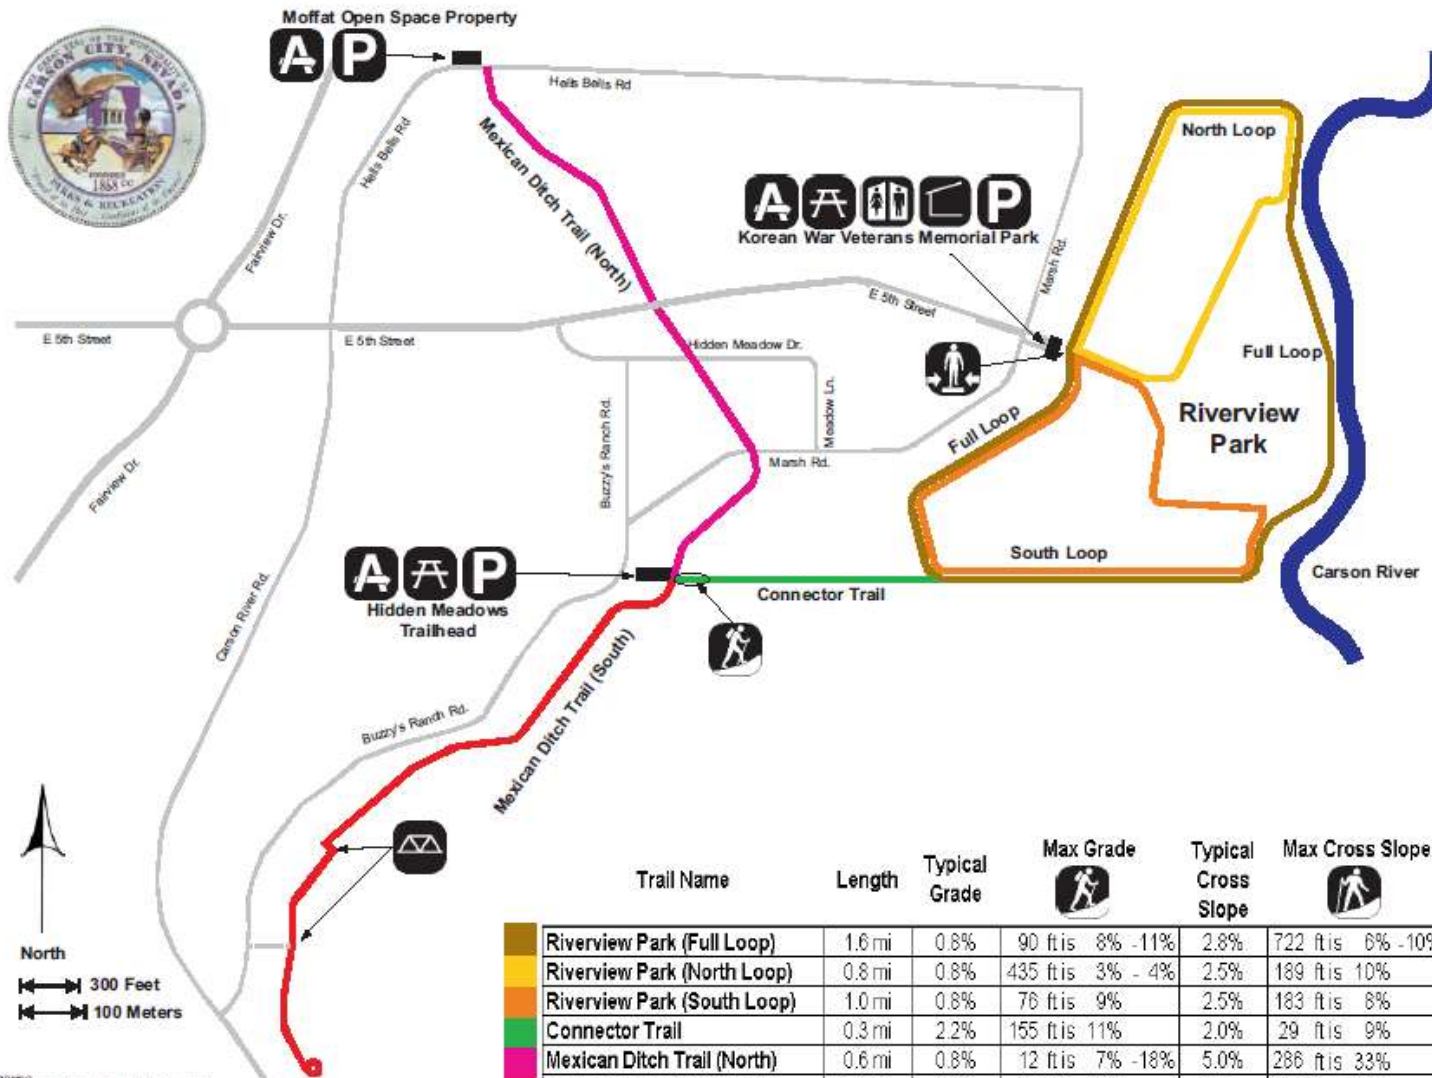 Moffat Open Space Property
A P
CARSON CITY, NEVADA
1858
PARKS & RECREATION
Hells Bells Rd
Hells Bells Rd
Mexican Ditch Trail (North)
North Loop
Fairview Dr.
A P
Korean War Veterans Memorial Park
Marsh Rd.
E 5th Street
E 5th Street
E 5th Street
Hidden Meadow Dr.
Full Loop
Riverview
Park
Full Loop
Meadow Ln.
Buzzy's Ranch Rd.
Marsh Rd.
Fairview Dr.
South Loop
Carson River
A P
Hidden Meadows
Trailhead
Connector Trail
Carson River Rd.
Mexican Ditch Trail (South)
Buzzy's Ranch Rd.
North
300 Feet
100 Meters
Trail Name Length Typical Grade Max Grade Typical Cross Slope Max Cross Slope
Riverview Park (Full Loop) 1.6 mi 0.8% 90 ft is 8% -11% 2.8% 722 ft is 6% -10%
Riverview Park (North Loop) 0.8 mi 0.8% 435 ft is 3% - 4% 2.5% 189 ft is 10%
Riverview Park (South Loop) 1.0 mi 0.8% 76 ft is 9% 2.5% 183 ft is 8%
Connector Trail 0.3 mi 2.2% 155 ft is 11% 2.0% 29 ft is 9%
Mexican Ditch Trail (North) 0.6 mi 0.8% 12 ft is 7% -18% 5.0% 286 ft is 33%